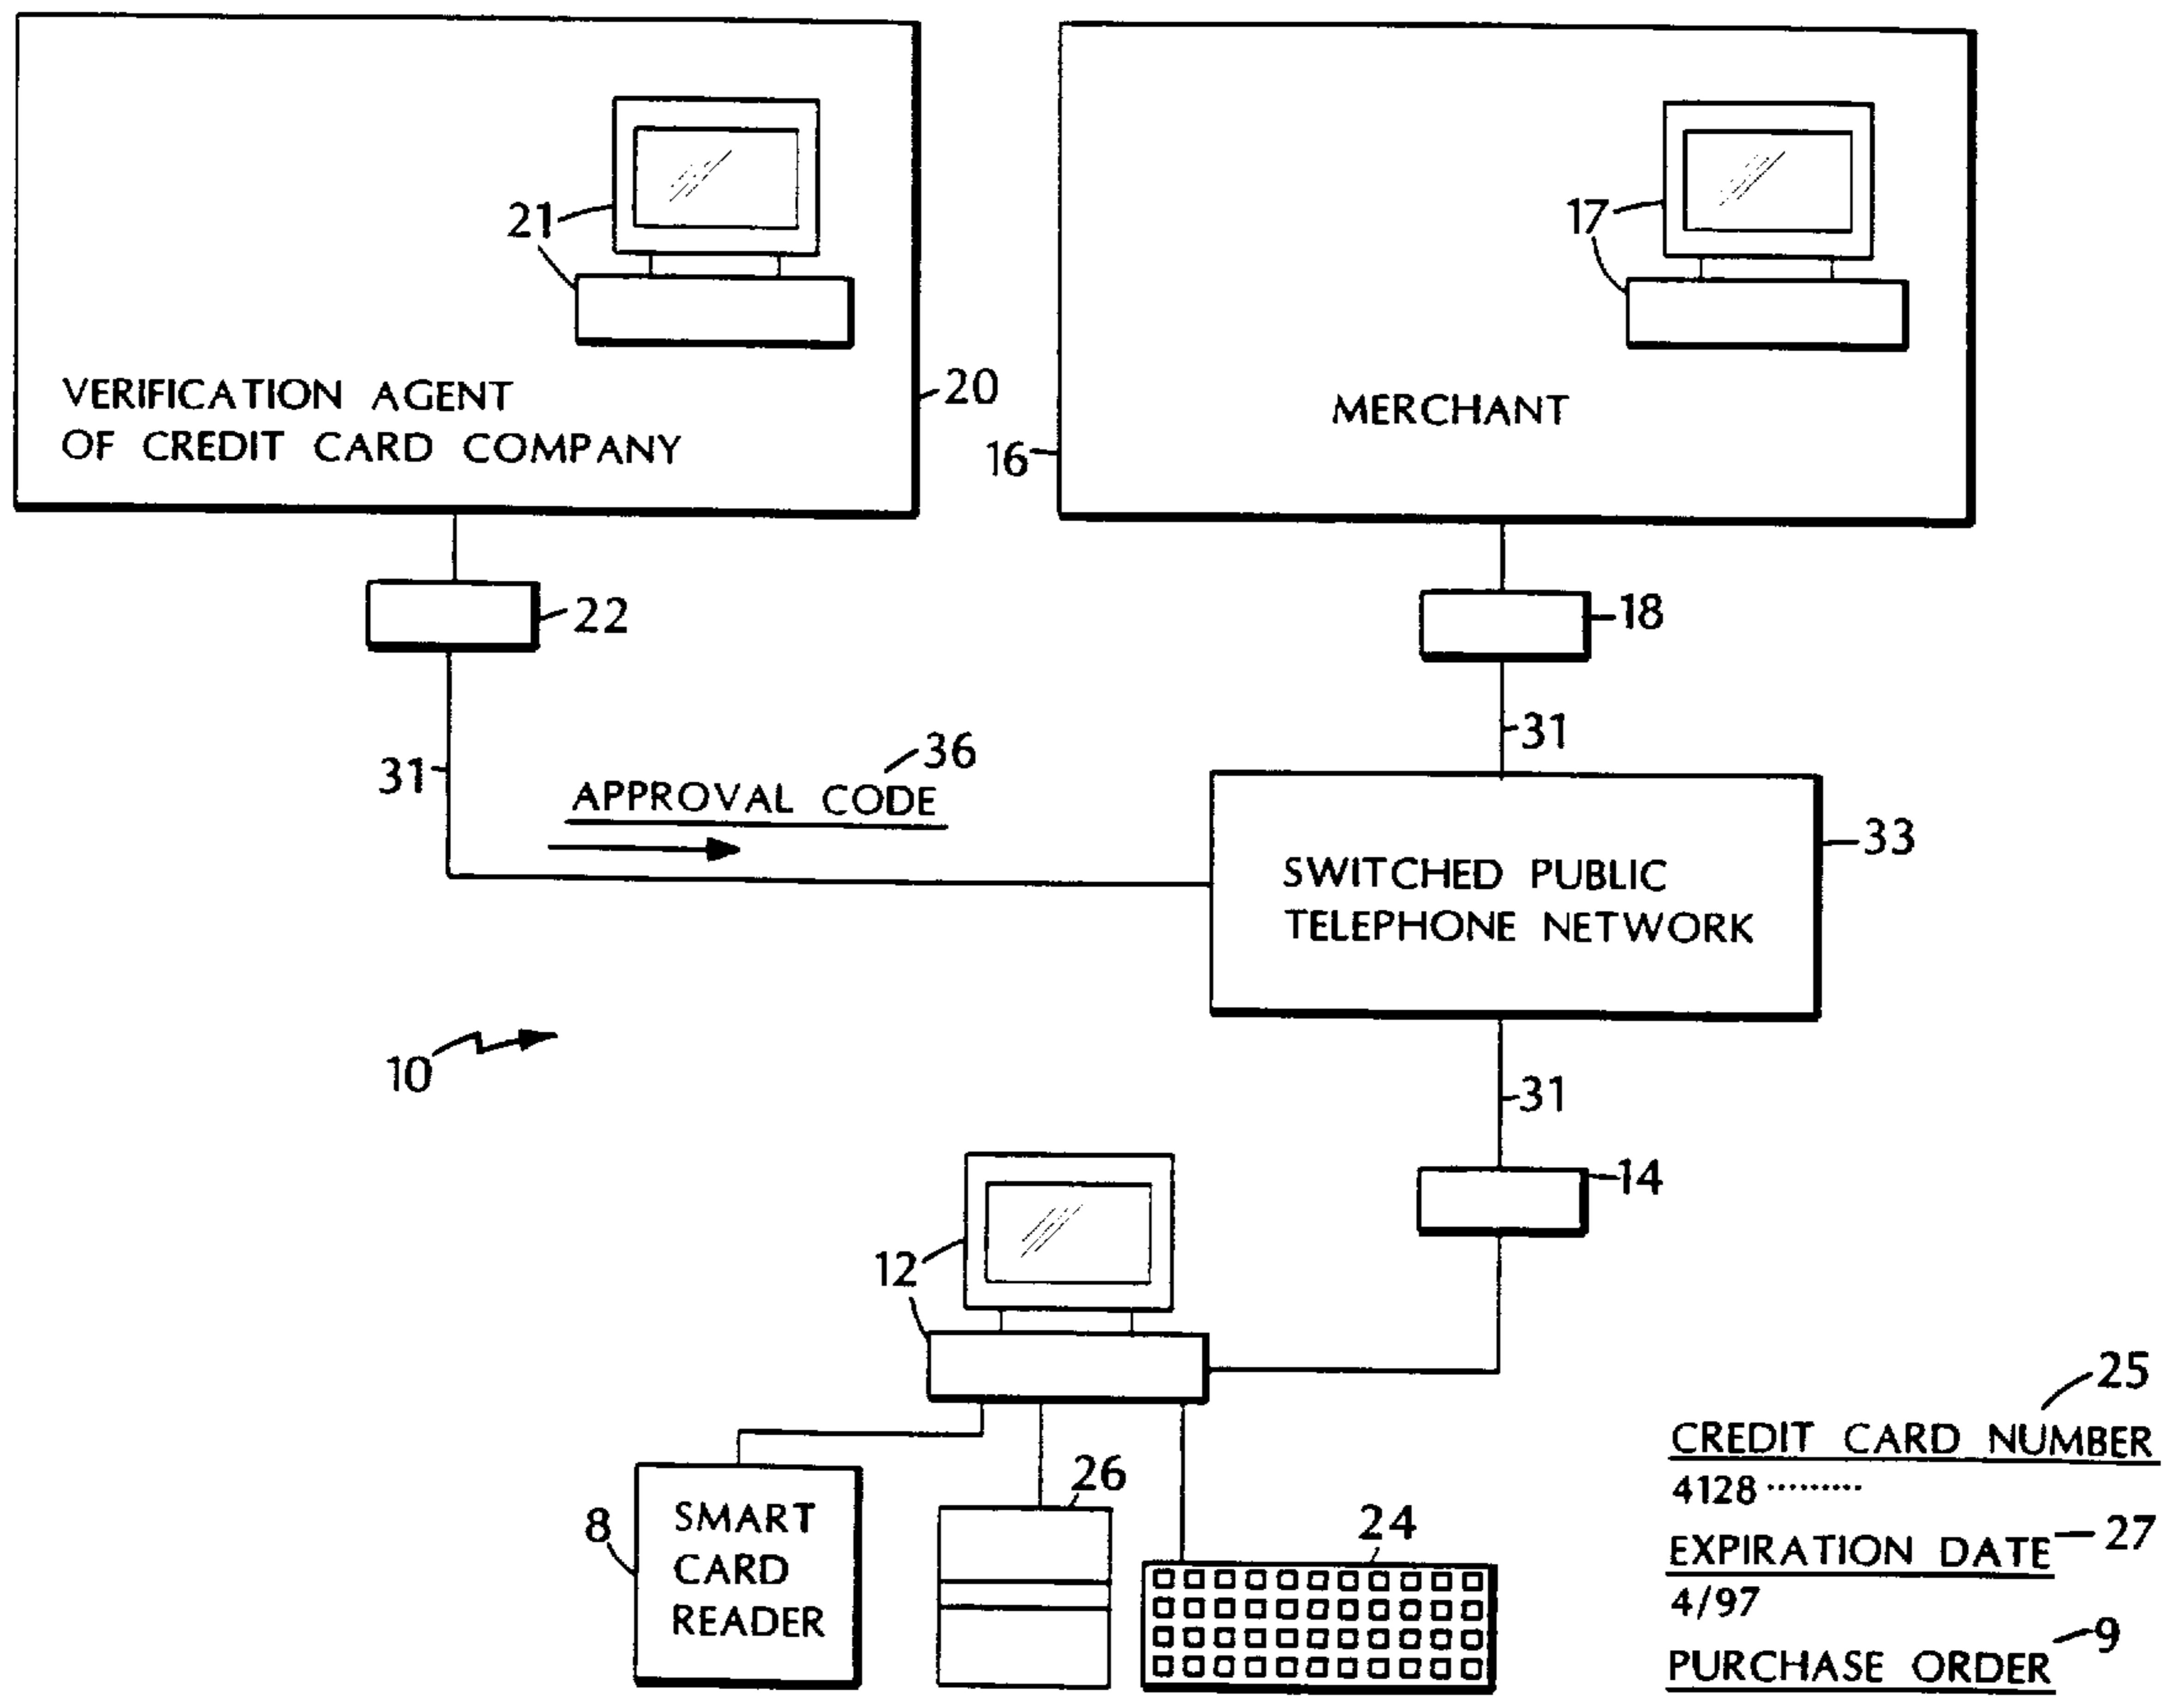 21
VERIFICATION AGENT
OF CREDIT CARD COMPANY
20
17
MERCHANT
16
22
18
31
31
APPROVAL CODE
36
SWITCHED PUBLIC
TELEPHONE NETWORK
33
10
31
14
12
8
SMART
CARD
READER
26
24
25
CREDIT CARD NUMBER
4128 ·········
EXPIRATION DATE
27
4/97
PURCHASE ORDER
9